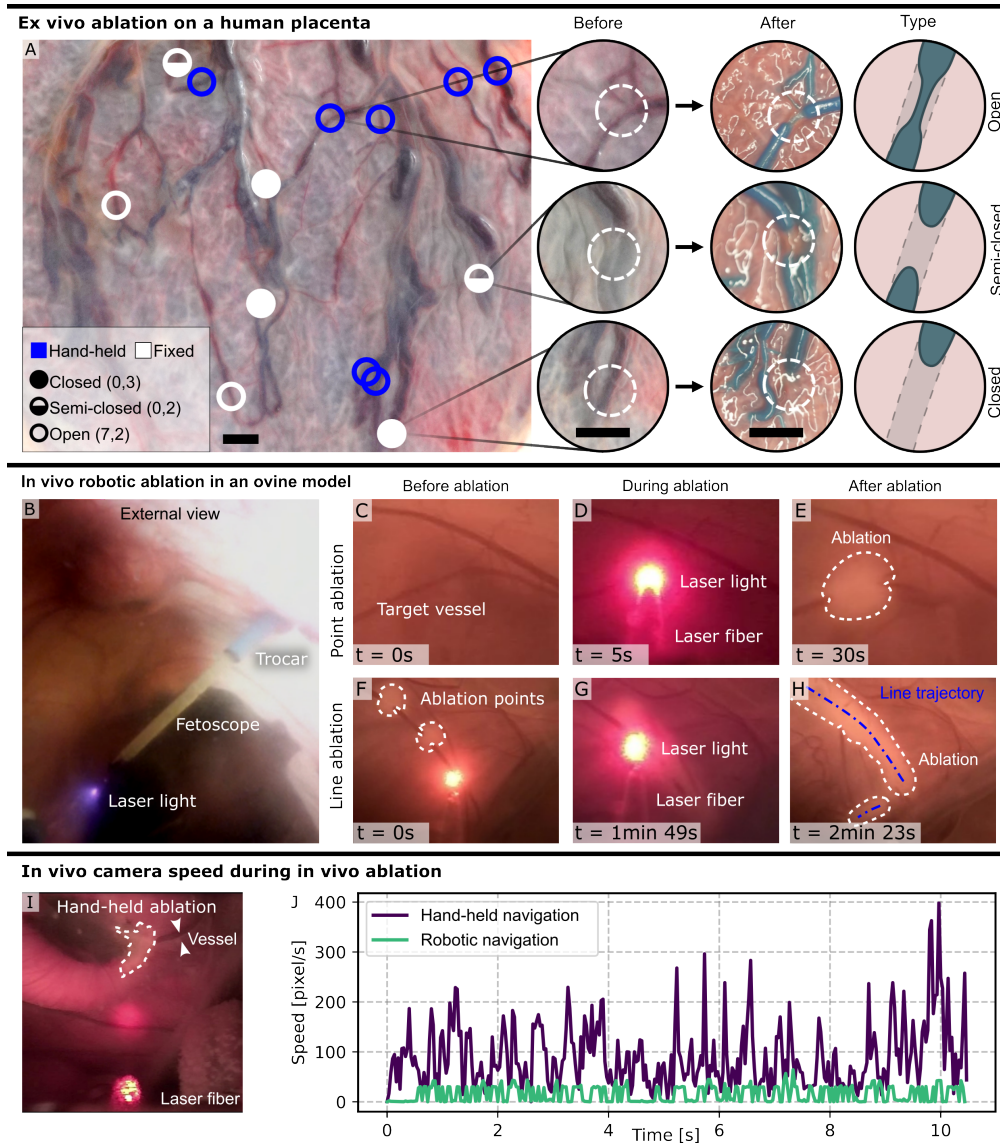 Ex vivo ablation on a human placenta
Before
After
Type
A
Open
Semi-closed
Closed
Hand-held
Fixed
Closed (0,3)
Semi-closed (0,2)
Open (7,2)
In vivo robotic ablation in an ovine model
Before ablation
During ablation
After ablation
B
External view
Trocar
Fetoscope
Laser light
Point ablation
C
Target vessel
t = 0s
D
Laser light
Laser fiber
t = 5s
E
Ablation
t = 30s
Line ablation
F
Ablation points
t = 0s
G
Laser light
Laser fiber
t = 1min 49s
H
Line trajectory
Ablation
t = 2min 23s
In vivo camera speed during in vivo ablation
I
Hand-held ablation
Vessel
Laser fiber
J
Hand-held navigation
Robotic navigation
Speed [pixel/s]
400
300
200
100
0
0 2 4 6 8 10
Time [s]